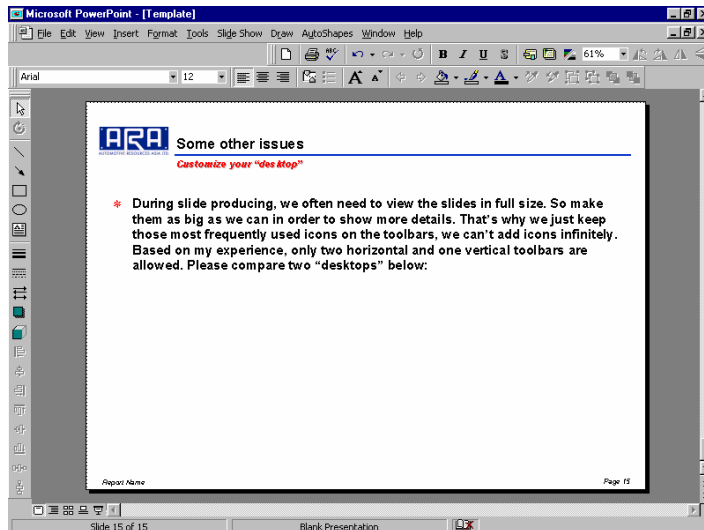 Microsoft PowerPoint - [Template]
File Edit View Insert Format Tools Slide Show Draw AutoShapes Window Help
B I U S 61%
Arial 12 A A A
ARA Some other issues
AUTOMOTIVE RESOURCES ASIA LTD
Customize your “desktop”
* During slide producing, we often need to view the slides in full size. So make
them as big as we can in order to show more details. That’s why we just keep
those most frequently used icons on the toolbars, we can’t add icons infinitely.
Based on my experience, only two horizontal and one vertical toolbars are
allowed. Please compare two “desktops” below:
Report Name Page 15
Slide 15 of 15 Blank Presentation